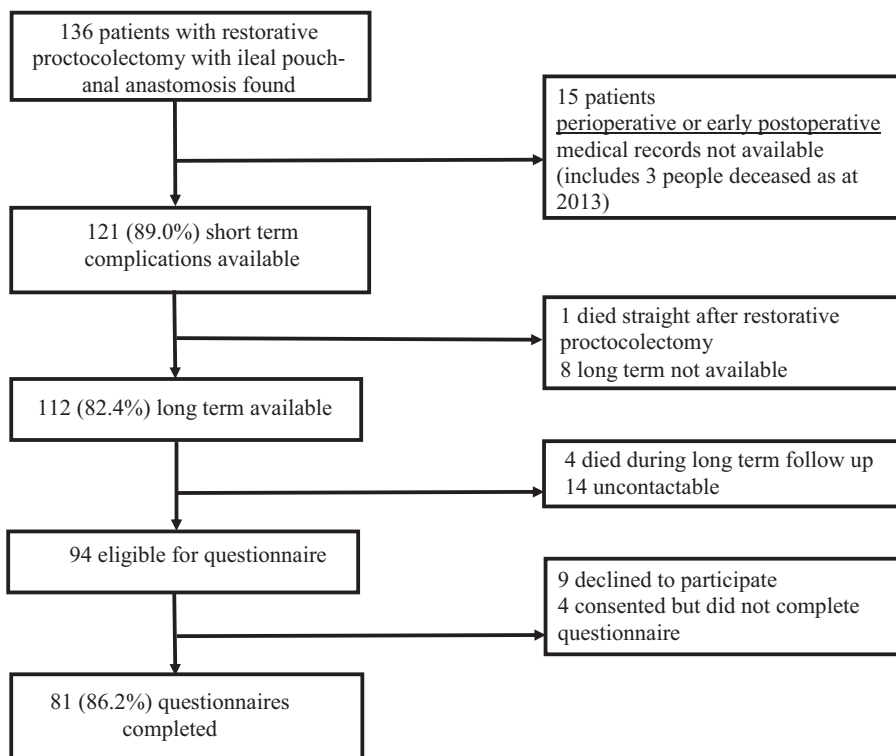 136 patients with restorative
proctocolectomy with ileal pouch-
anal anastomosis found
15 patients
perioperative or early postoperative
medical records not available
(includes 3 people deceased as at
2013)
121 (89.0%) short term
complications available
1 died straight after restorative
proctocolectomy
8 long term not available
112 (82.4%) long term available
4 died during long term follow up
14 uncontactable
94 eligible for questionnaire
9 declined to participate
4 consented but did not complete
questionnaire
81 (86.2%) questionnaires
completed